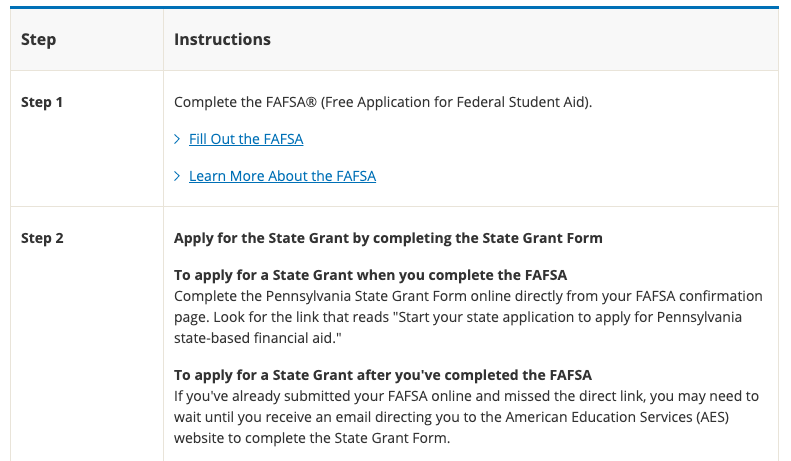 Step
Instructions
Step 1
Complete the FAFSA® (Free Application for Federal Student Aid).
Fill Out the FAFSA
Learn More About the FAFSA
Step 2
Apply for the State Grant by completing the State Grant Form
To apply for a State Grant when you complete the FAFSA
Complete the Pennsylvania State Grant Form online directly from your FAFSA confirmation
page. Look for the link that reads "Start your state application to apply for Pennsylvania
state-based financial aid."
To apply for a State Grant after you've completed the FAFSA
If you've already submitted your FAFSA online and missed the direct link, you may need to
wait until you receive an email directing you to the American Education Services (AES)
website to complete the State Grant Form.